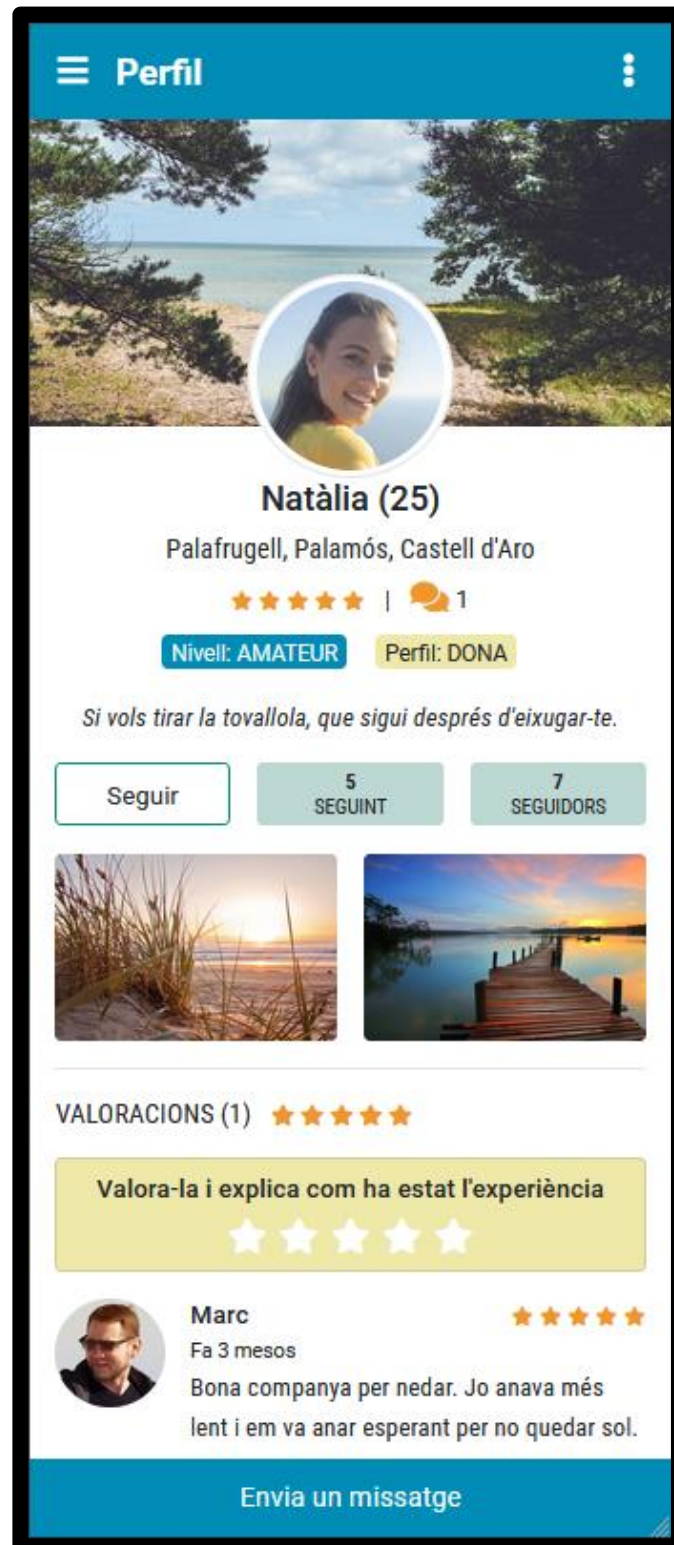 Perfil
Natàlia (25)
Palafrugell, Palamós, Castell d'Aro
| 1
Nivell: AMATEUR Perfil: DONA
Si vols tirar la tovallola, que sigui després d'eixugar-te.
Seguir
5
SEGUINT
7
SEGUIDORS
VALORACIONS (1)
Valora-la i explica com ha estat l'experiència
Marc
Fa 3 mesos
Bona companya per nedar. Jo anava més
lent i em va anar esperant per no quedar sol.
Envia un missatge